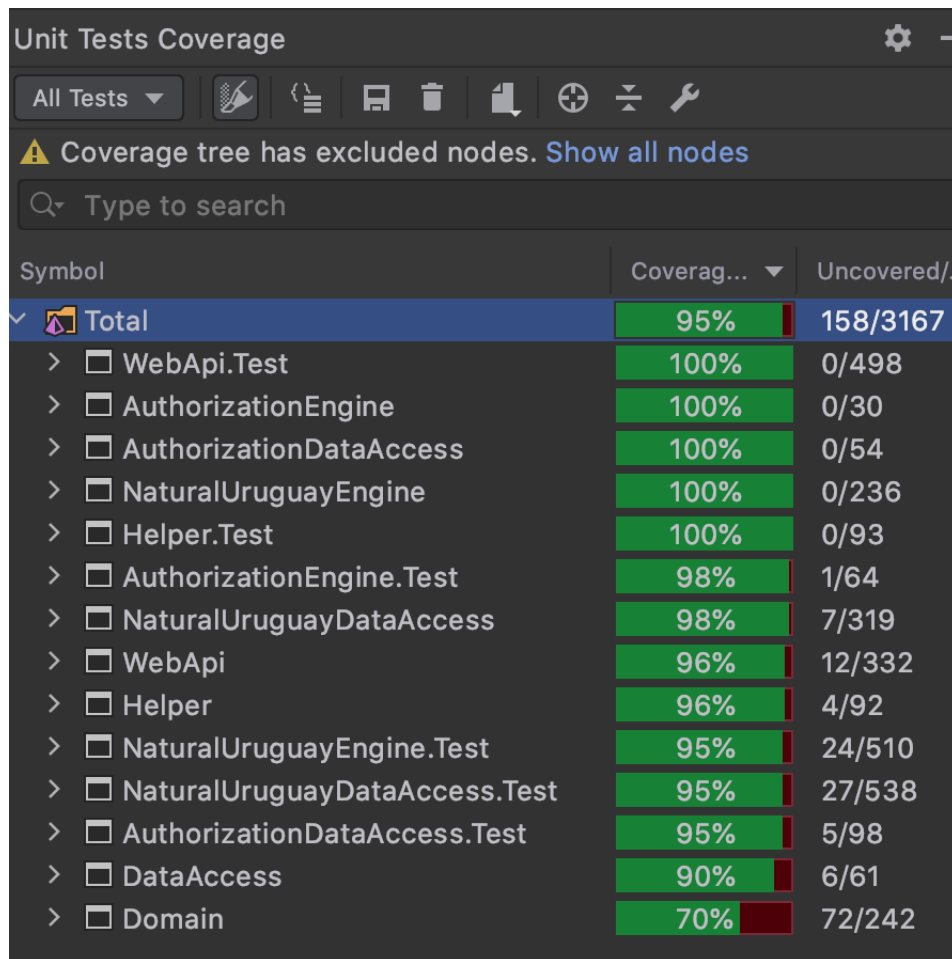 Unit Tests Coverage
All Tests
Coverage tree has excluded nodes. Show all nodes
Type to search
Symbol Coverag... Uncovered/.
Total 95% 158/3167
WebApi.Test 100% 0/498
AuthorizationEngine 100% 0/30
AuthorizationDataAccess 100% 0/54
NaturalUruguayEngine 100% 0/236
Helper.Test 100% 0/93
AuthorizationEngine.Test 98% 1/64
NaturalUruguayDataAccess 98% 7/319
WebApi 96% 12/332
Helper 96% 4/92
NaturalUruguayEngine.Test 95% 24/510
NaturalUruguayDataAccess.Test 95% 27/538
AuthorizationDataAccess.Test 95% 5/98
DataAccess 90% 6/61
Domain 70% 72/242